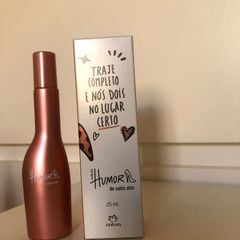 TRAJE
COMPLETO
E NÓS DOIS
NO LUGAR
CERTO
HUMOR
de salto alto
25 ml
natura
HUMOR